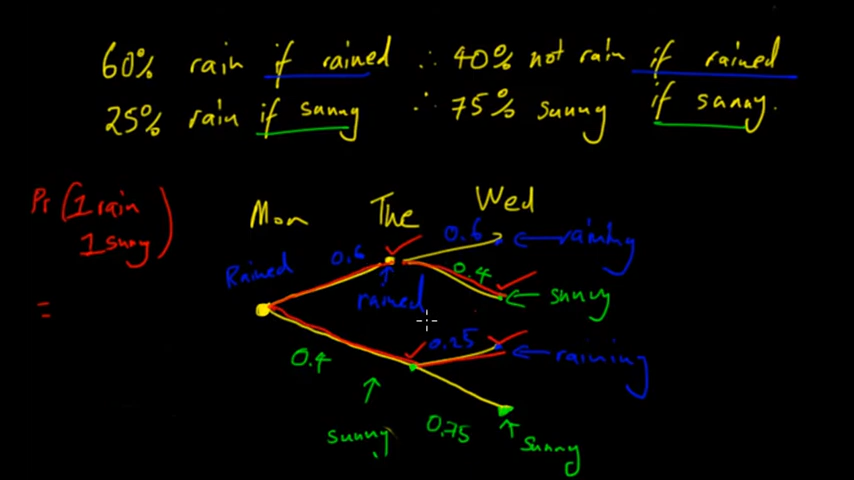 60% rain if rained ∴ 40% not rain if rained
25% rain if sunny ∴ 75% sunny if sunny.
Pr (1 rain
1 sunny)
=
Mon The Wed
Rained 0.6 0.6 raining
rained 0.4 sunny
0.4 0.25 raining
sunny 0.75 sunny